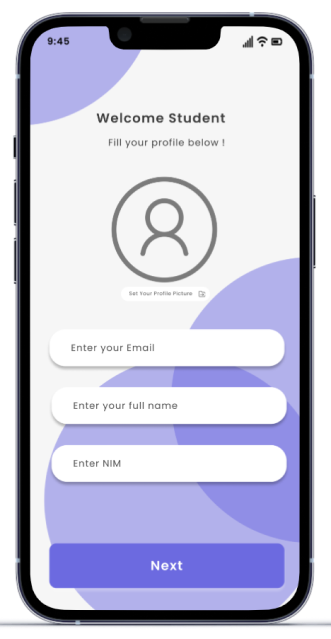 9:45
Welcome Student
Fill your profile below !
Set Your Profile Picture
Enter your Email
Enter your full name
Enter NIM
Next